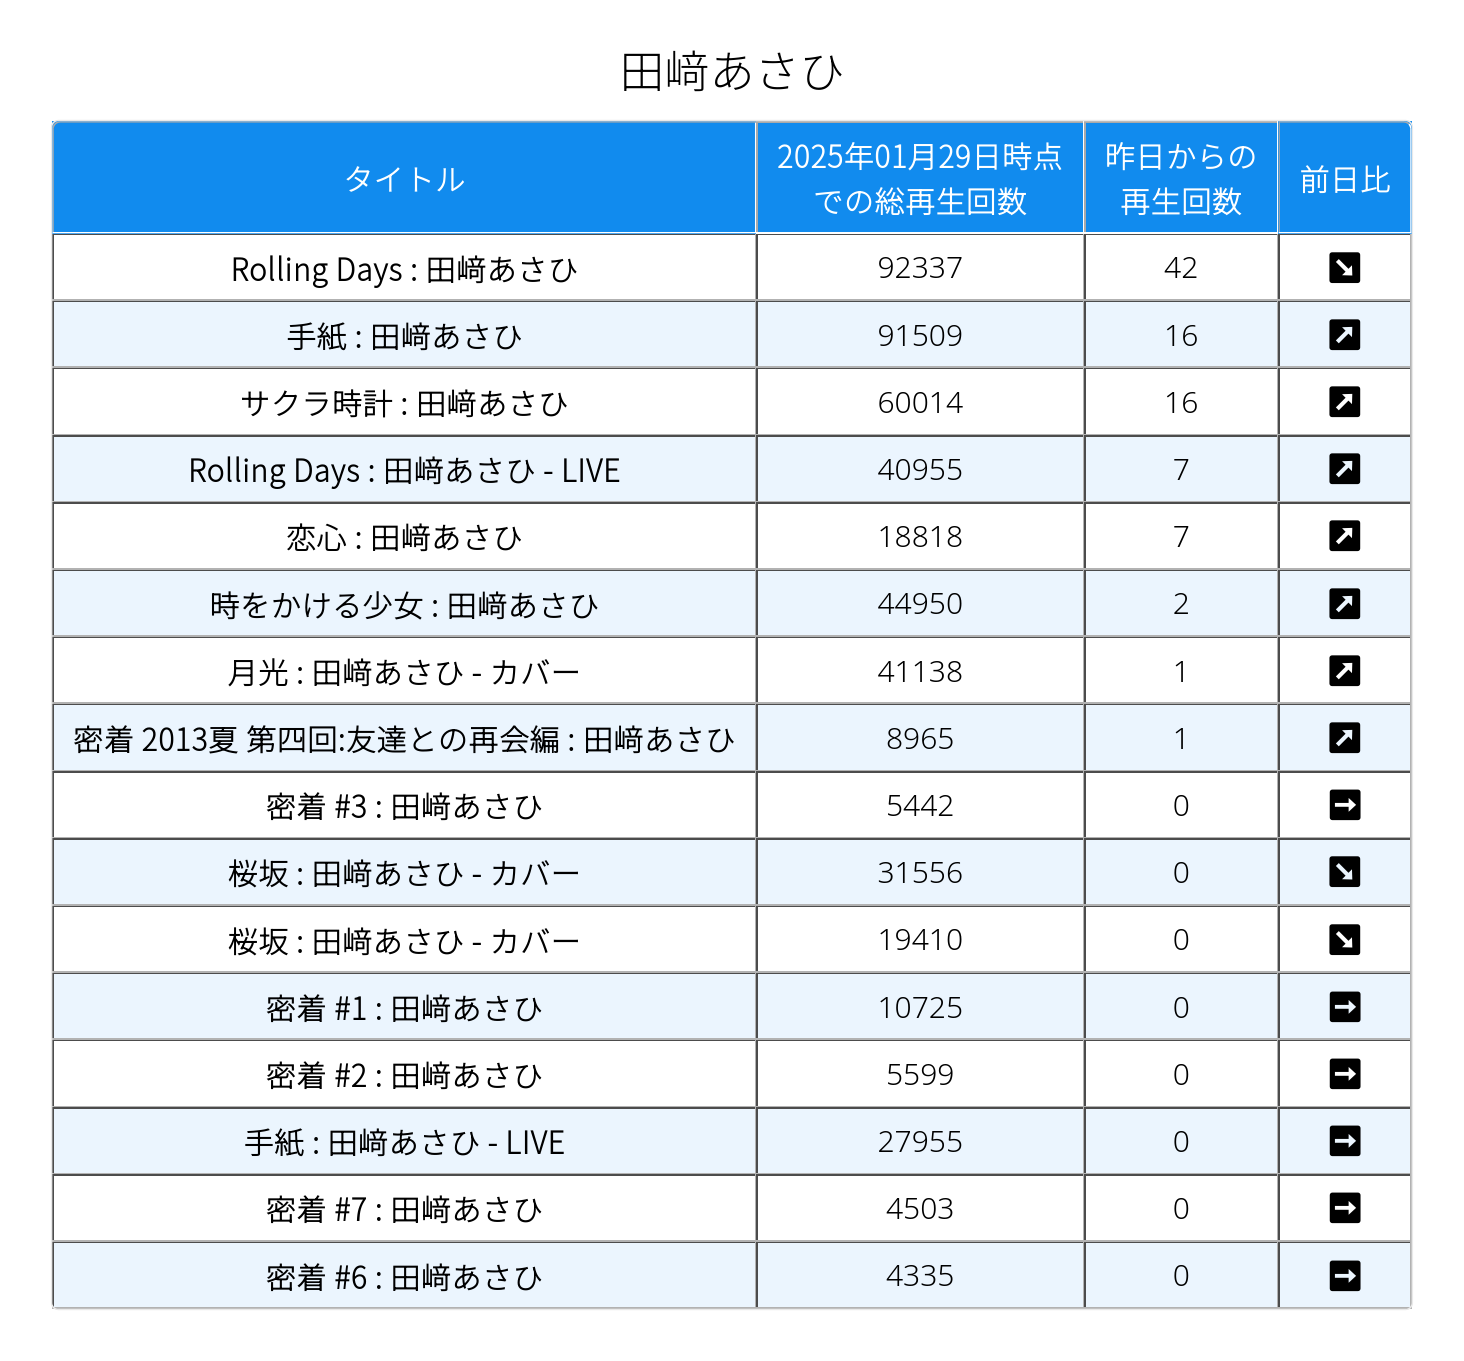 田﨑あさひ
タイトル
2025年01月29日時点
での総再生回数
昨日からの
再生回数
前日比
Rolling Days : 田﨑あさひ 92337 42 ↘
手紙 : 田﨑あさひ 91509 16 ↗
サクラ時計 : 田﨑あさひ 60014 16 ↗
Rolling Days : 田﨑あさひ - LIVE 40955 7 ↗
恋心 : 田﨑あさひ 18818 7 ↗
時をかける少女 : 田﨑あさひ 44950 2 ↗
月光 : 田﨑あさひ - カバー 41138 1 ↗
密着 2013夏 第四回:友達との再会編 : 田﨑あさひ 8965 1 ↗
密着 #3 : 田﨑あさひ 5442 0 →
桜坂 : 田﨑あさひ - カバー 31556 0 ↘
桜坂 : 田﨑あさひ - カバー 19410 0 ↘
密着 #1 : 田﨑あさひ 10725 0 →
密着 #2 : 田﨑あさひ 5599 0 →
手紙 : 田﨑あさひ - LIVE 27955 0 →
密着 #7 : 田﨑あさひ 4503 0 →
密着 #6 : 田﨑あさひ 4335 0 →